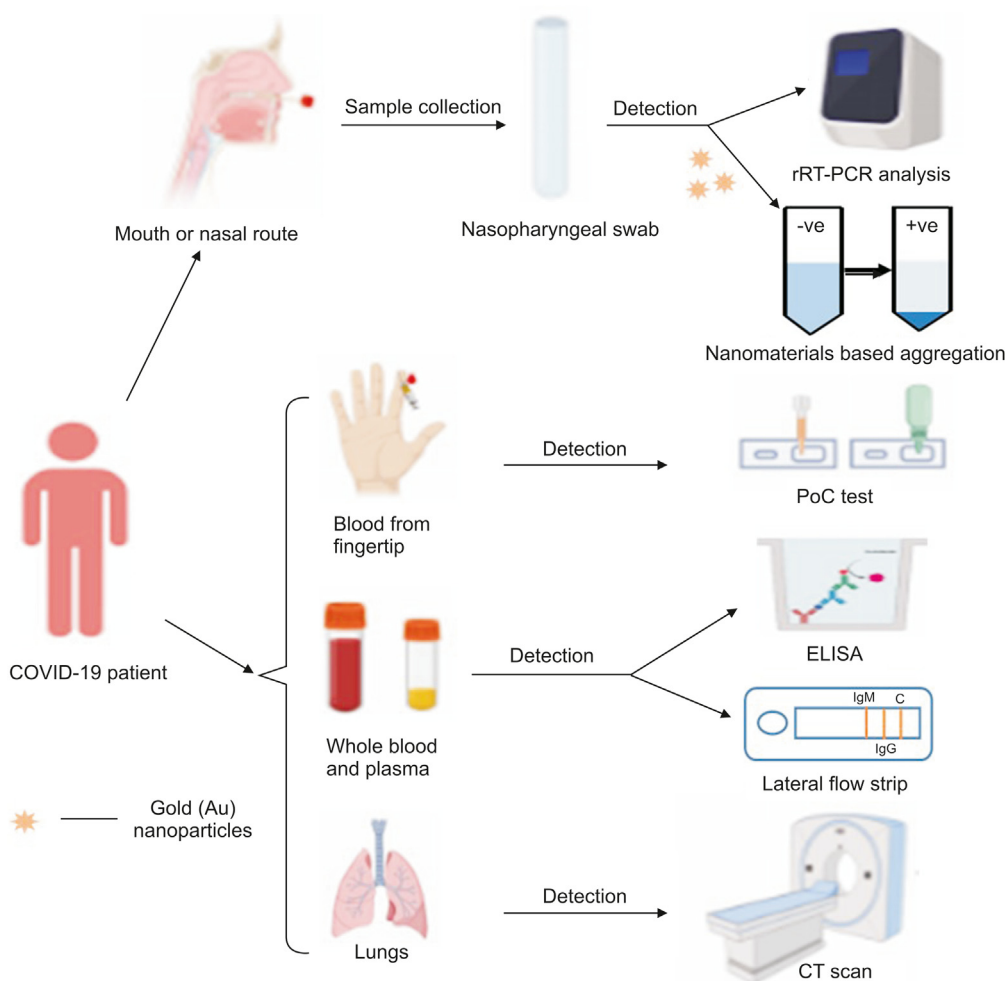 Sample collection
Detection
rRT-PCR analysis
Mouth or nasal route
Nasopharyngeal swab
-ve
+ve
Nanomaterials based aggregation
Detection
PoC test
Blood from
fingertip
COVID-19 patient
Detection
ELISA
IgM
C
IgG
Whole blood
and plasma
Lateral flow strip
Gold (Au)
nanoparticles
Detection
Lungs
CT scan